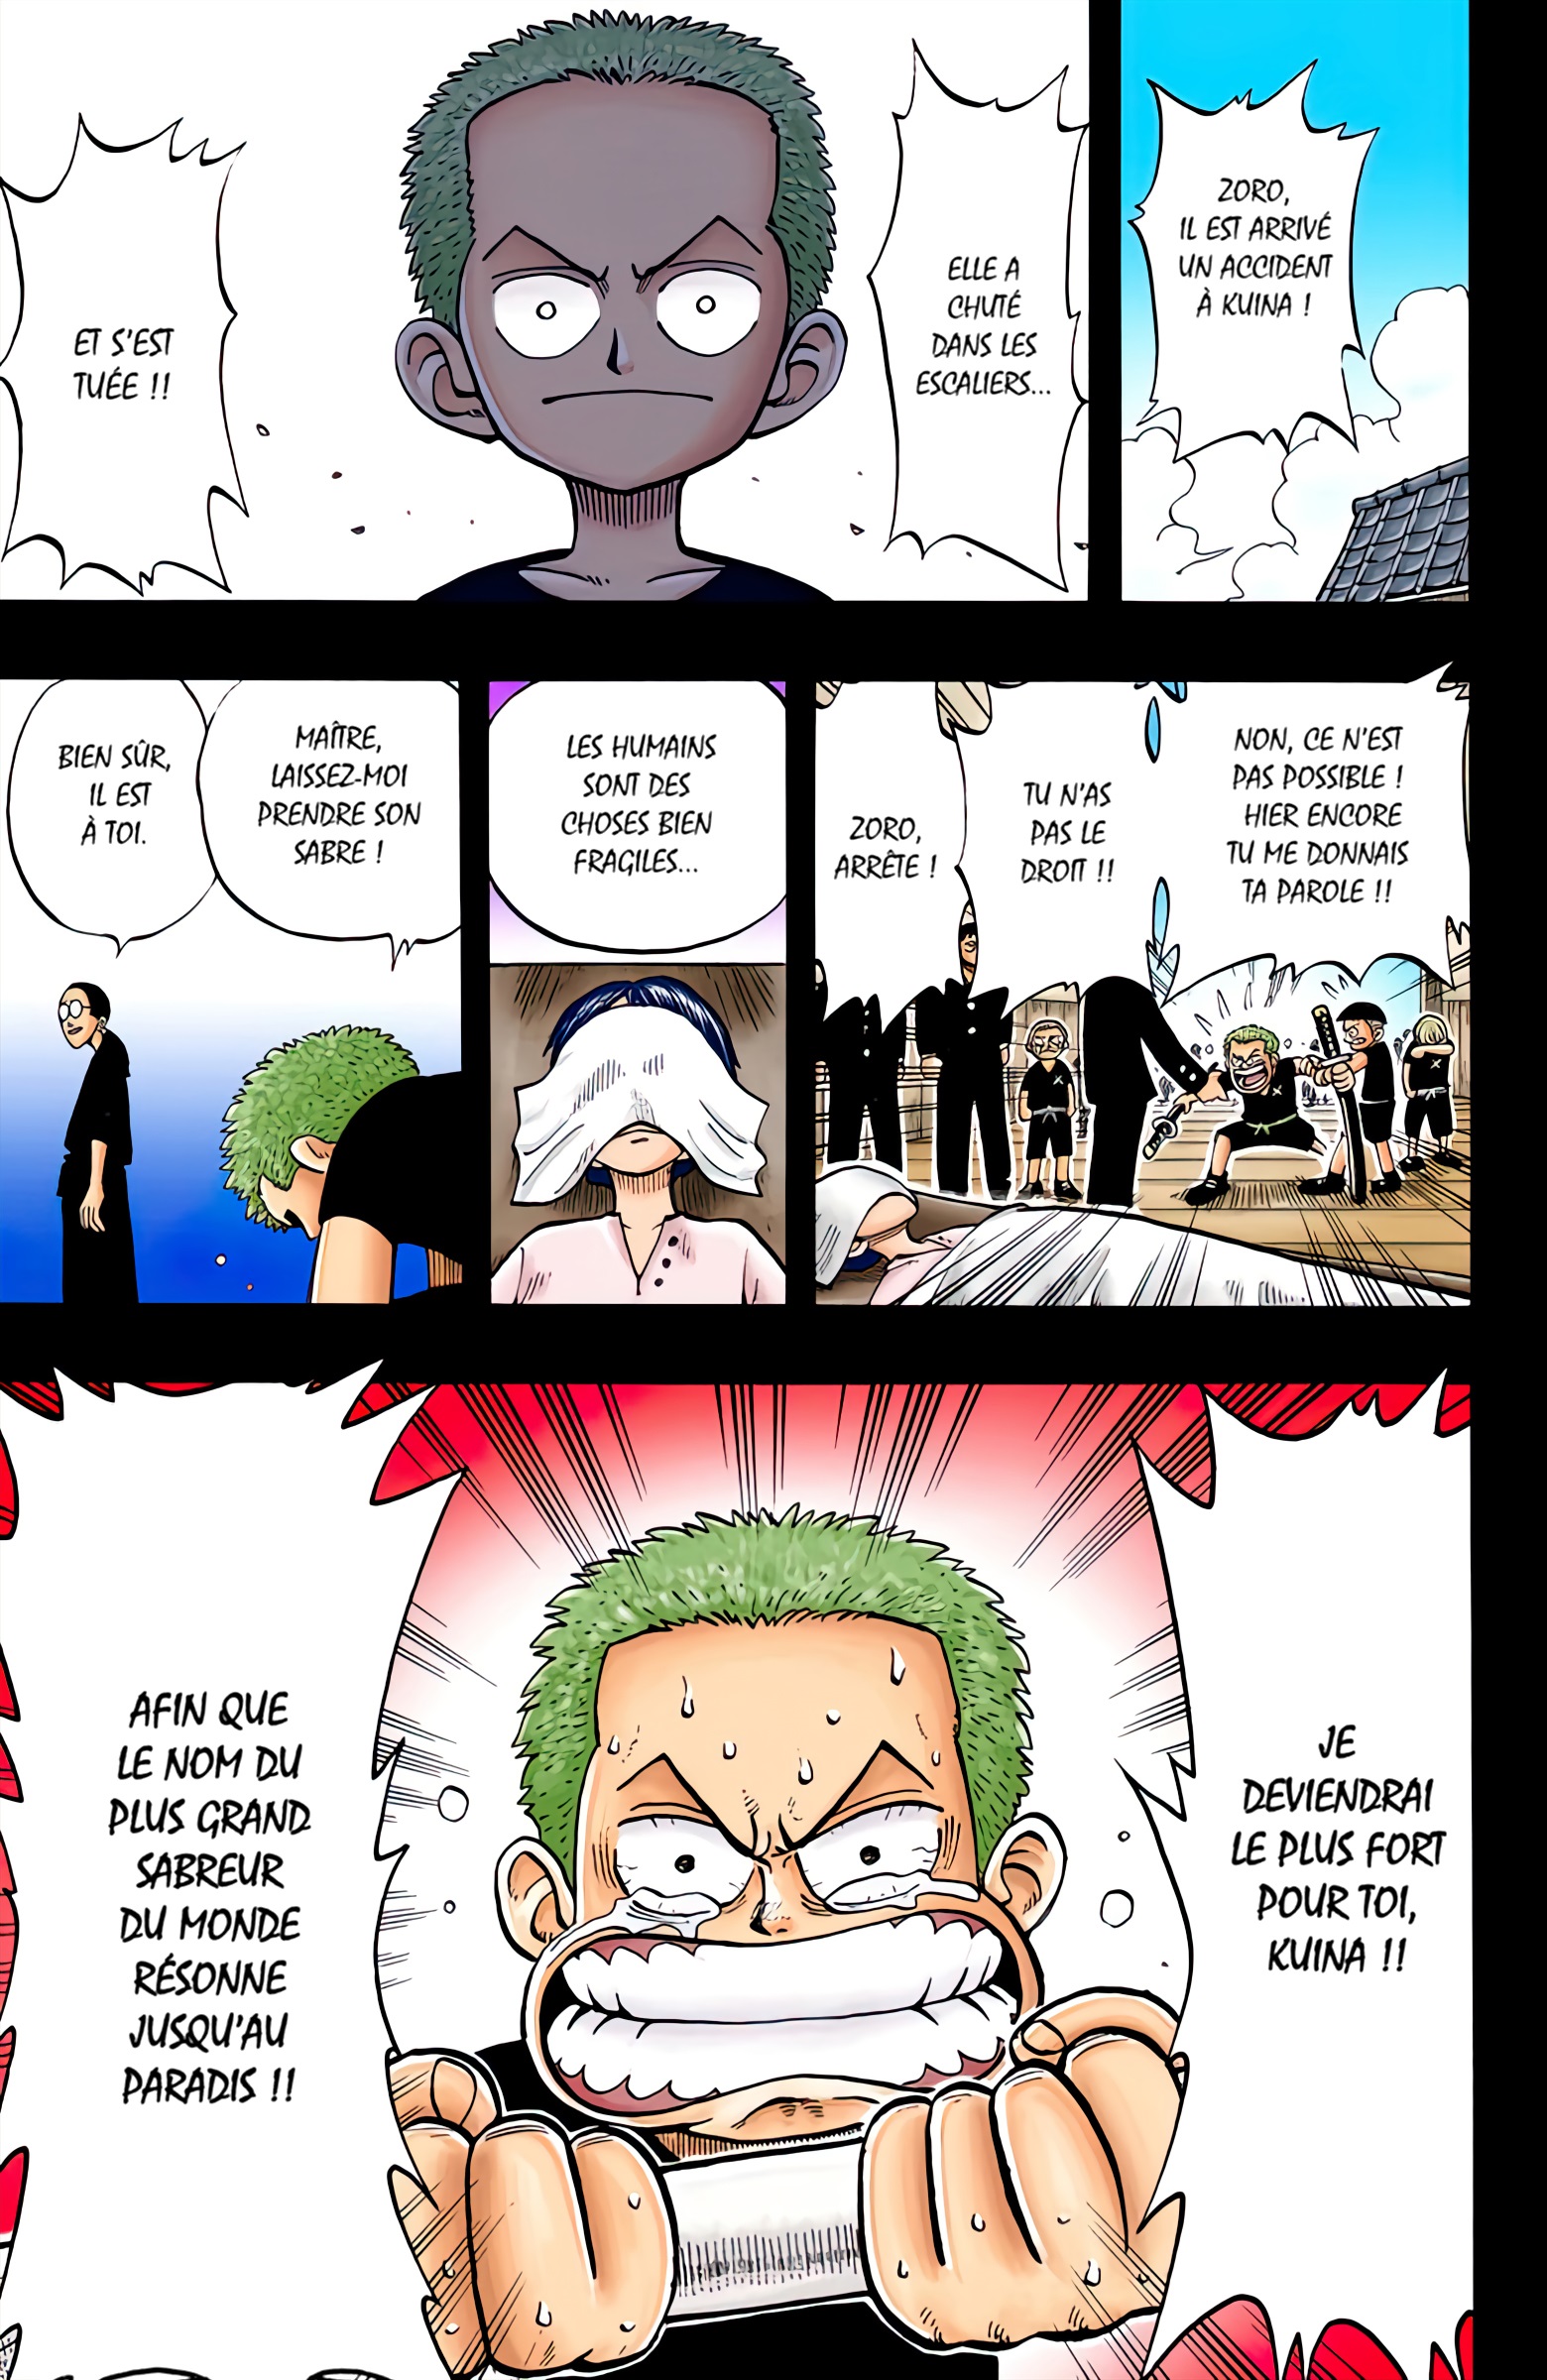 ZORO,
IL EST ARRIVÉ
UN ACCIDENT
À KUINA !
ELLE A
CHUTÉ
DANS LES
ESCALIERS...
ET S'EST
TUÉE !!
NON, CE N'EST
PAS POSSIBLE !
HIER ENCORE
TU ME DONNAIS
TA PAROLE !!
TU N'AS
PAS LE
DROIT !!
ZORO,
ARRÊTE !
LES HUMAINS
SONT DES
CHOSES BIEN
FRAGILES...
MAÎTRE,
LAISSEZ-MOI
PRENDRE SON
SABRE !
BIEN SÛR,
IL EST
À TOI.
JE
DEVIENDRAI
LE PLUS FORT
POUR TOI,
KUINA !!
AFIN QUE
LE NOM DU
PLUS GRAND
SABREUR
DU MONDE
RÉSONNE
JUSQU'AU
PARADIS !!